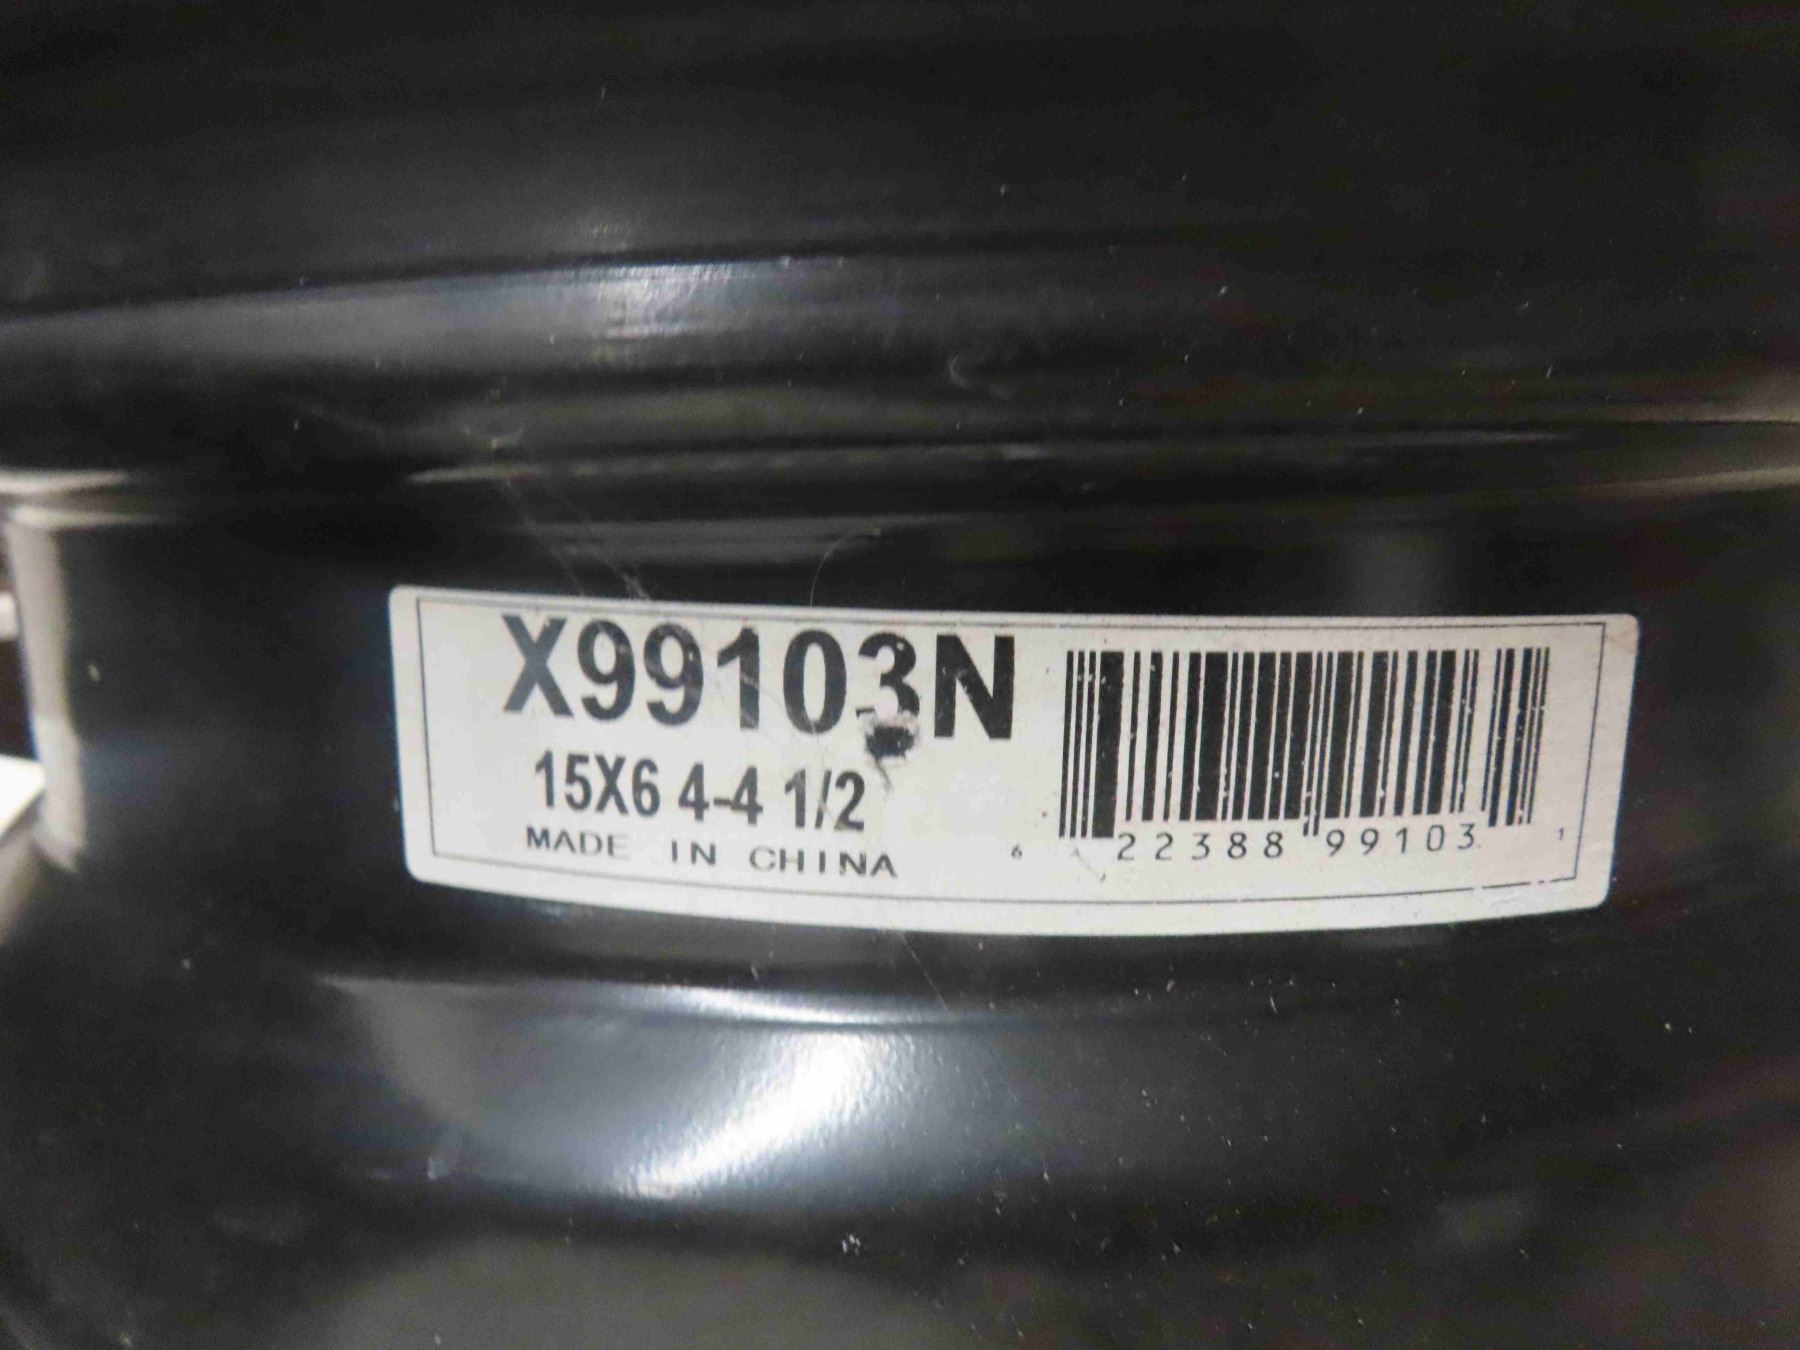 X99103N
15X6 4-4 1/2
MADE IN CHINA
6 22388 99103 1